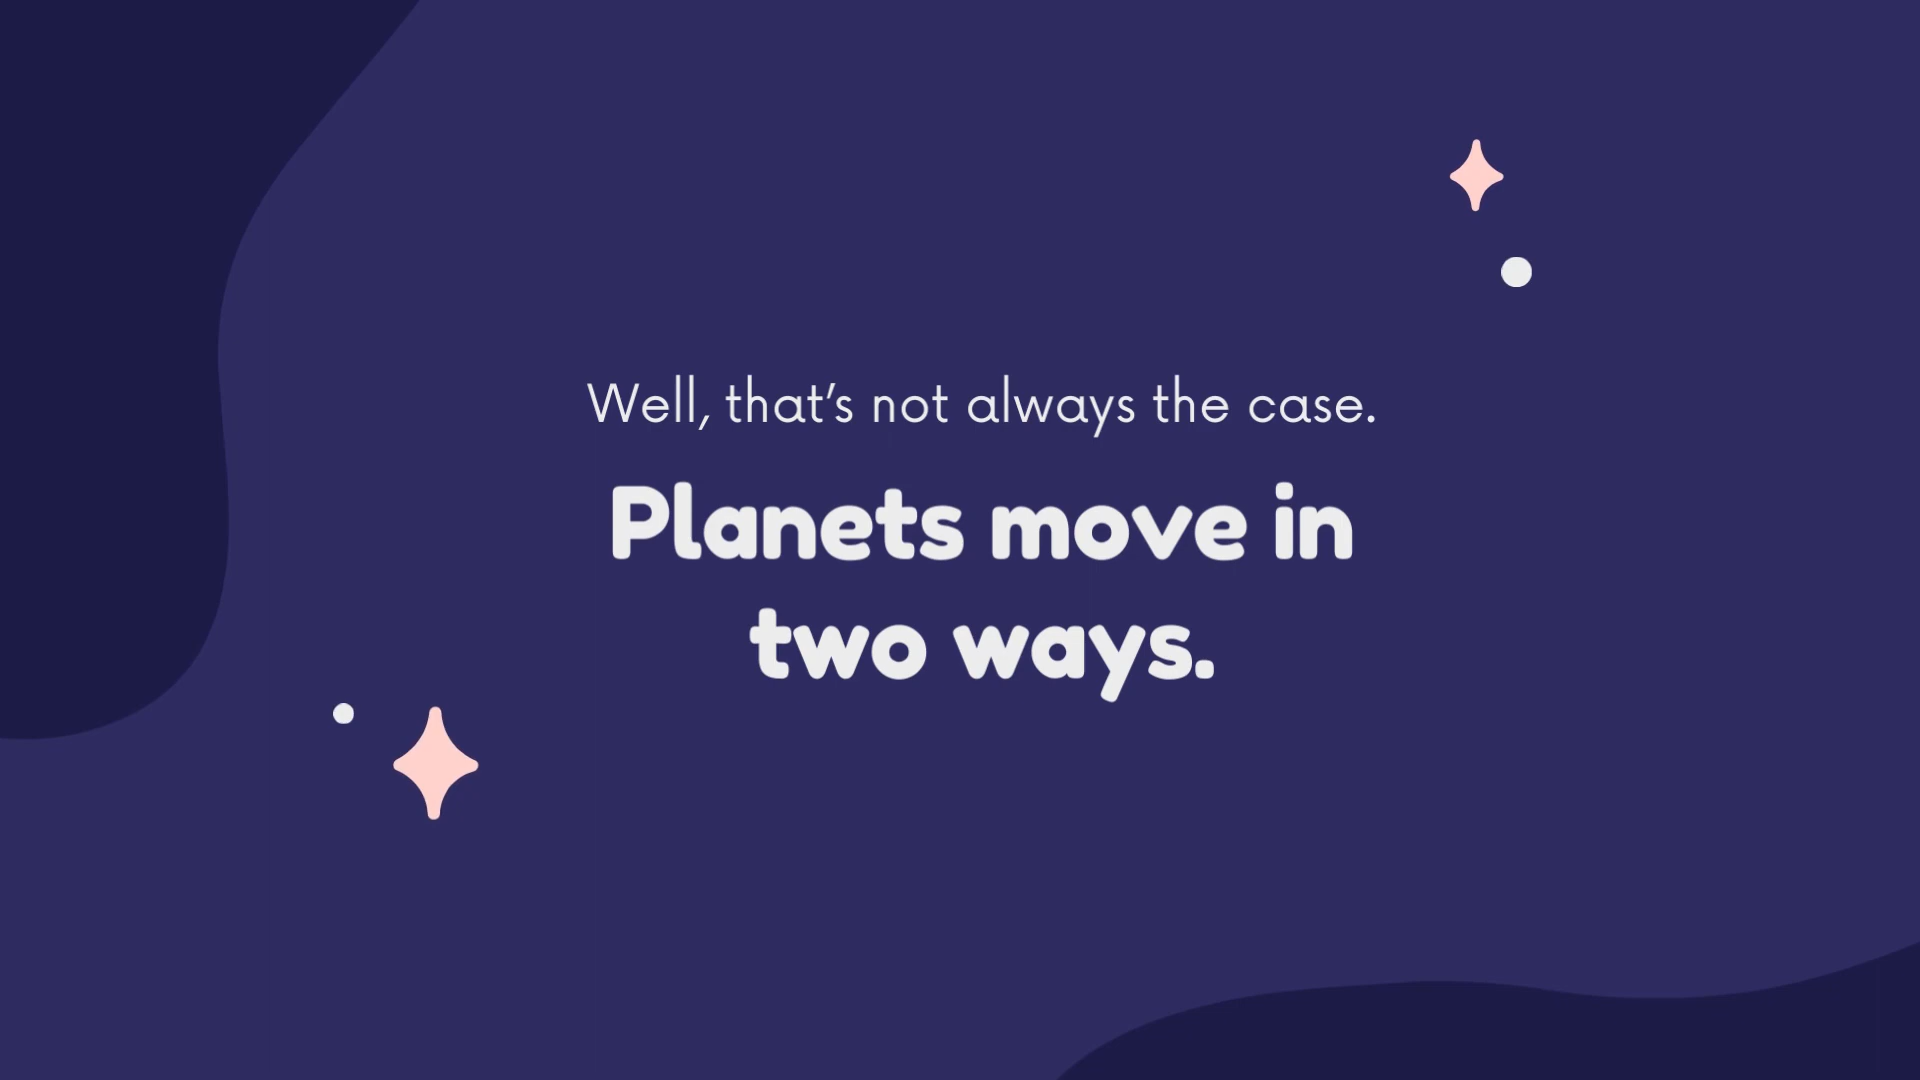 Well, that’s not always the case.
Planets move in
two ways.